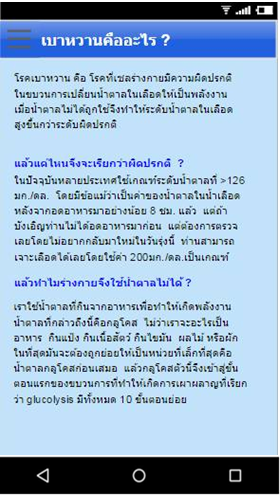 เบาหวานคืออะไร ?
โรคเบาหวาน คือ โรคที่เซลร่างกายมีความผิดปรกติ
ในขบวนการเปลี่ยนน้ำตาลในเลือดให้เป็นพลังงาน
เมื่อน้ำตาลไม่ได้ถูกใช้จึงทำให้ระดับน้ำตาลในเลือด
สูงขึ้นกว่าระดับผิดปรกติ
แล้วแค่ไหนจึงจะเรียกว่าผิดปรกติ ?
ในปัจจุบันหลายประเทศใช้เกณฑ์ระดับน้ำตาลที่ >126
มก./ดล. โดยมีข้อแม้ว่าเป็นค่าของน้ำตาลในน้ำเลือด
หลังจากอดอาหารมาอย่างน้อย 8 ชม. แล้ว แต่ถ้า
บังเอิญท่านไม่ได้อดอาหารมาก่อน แต่ต้องการตรวจ
เลยโดยไม่อยากกลับมาใหม่ในวันรุ่งนี้ ท่านสามารถ
เจาะเลือดได้เลยโดยใช้ค่า 200มก./ดล.เป็นเกณฑ์
แล้วทำไมร่างกายจึงใช้น้ำตาลไม่ได้ ?
เราใช้น้ำตาลที่กินจากอาหารเพื่อทำให้เกิดพลังงาน
น้ำตาลที่กล่าวถึงนี้คือกลูโคส ไม่ว่าเราจะอะไรเป็น
อาหาร กินแป้ง กินเนื้อสัตว์ กินไขมัน ผลไม้ หรือผัก
ในที่สุดมันจะต้องถูกย่อยให้เป็นหน่วยที่เล็กที่สุดคือ
น้ำตาลกลูโคสก่อนเสมอ แล้วกลูโคสตัวนี้จึงเข้าสู่ขั้น
ตอนแรกของขบวนการที่ทำให้เกิดการเผาผลาญที่เรียก
ว่า glucolysis มีทั้งหมด 10 ขั้นตอนย่อย